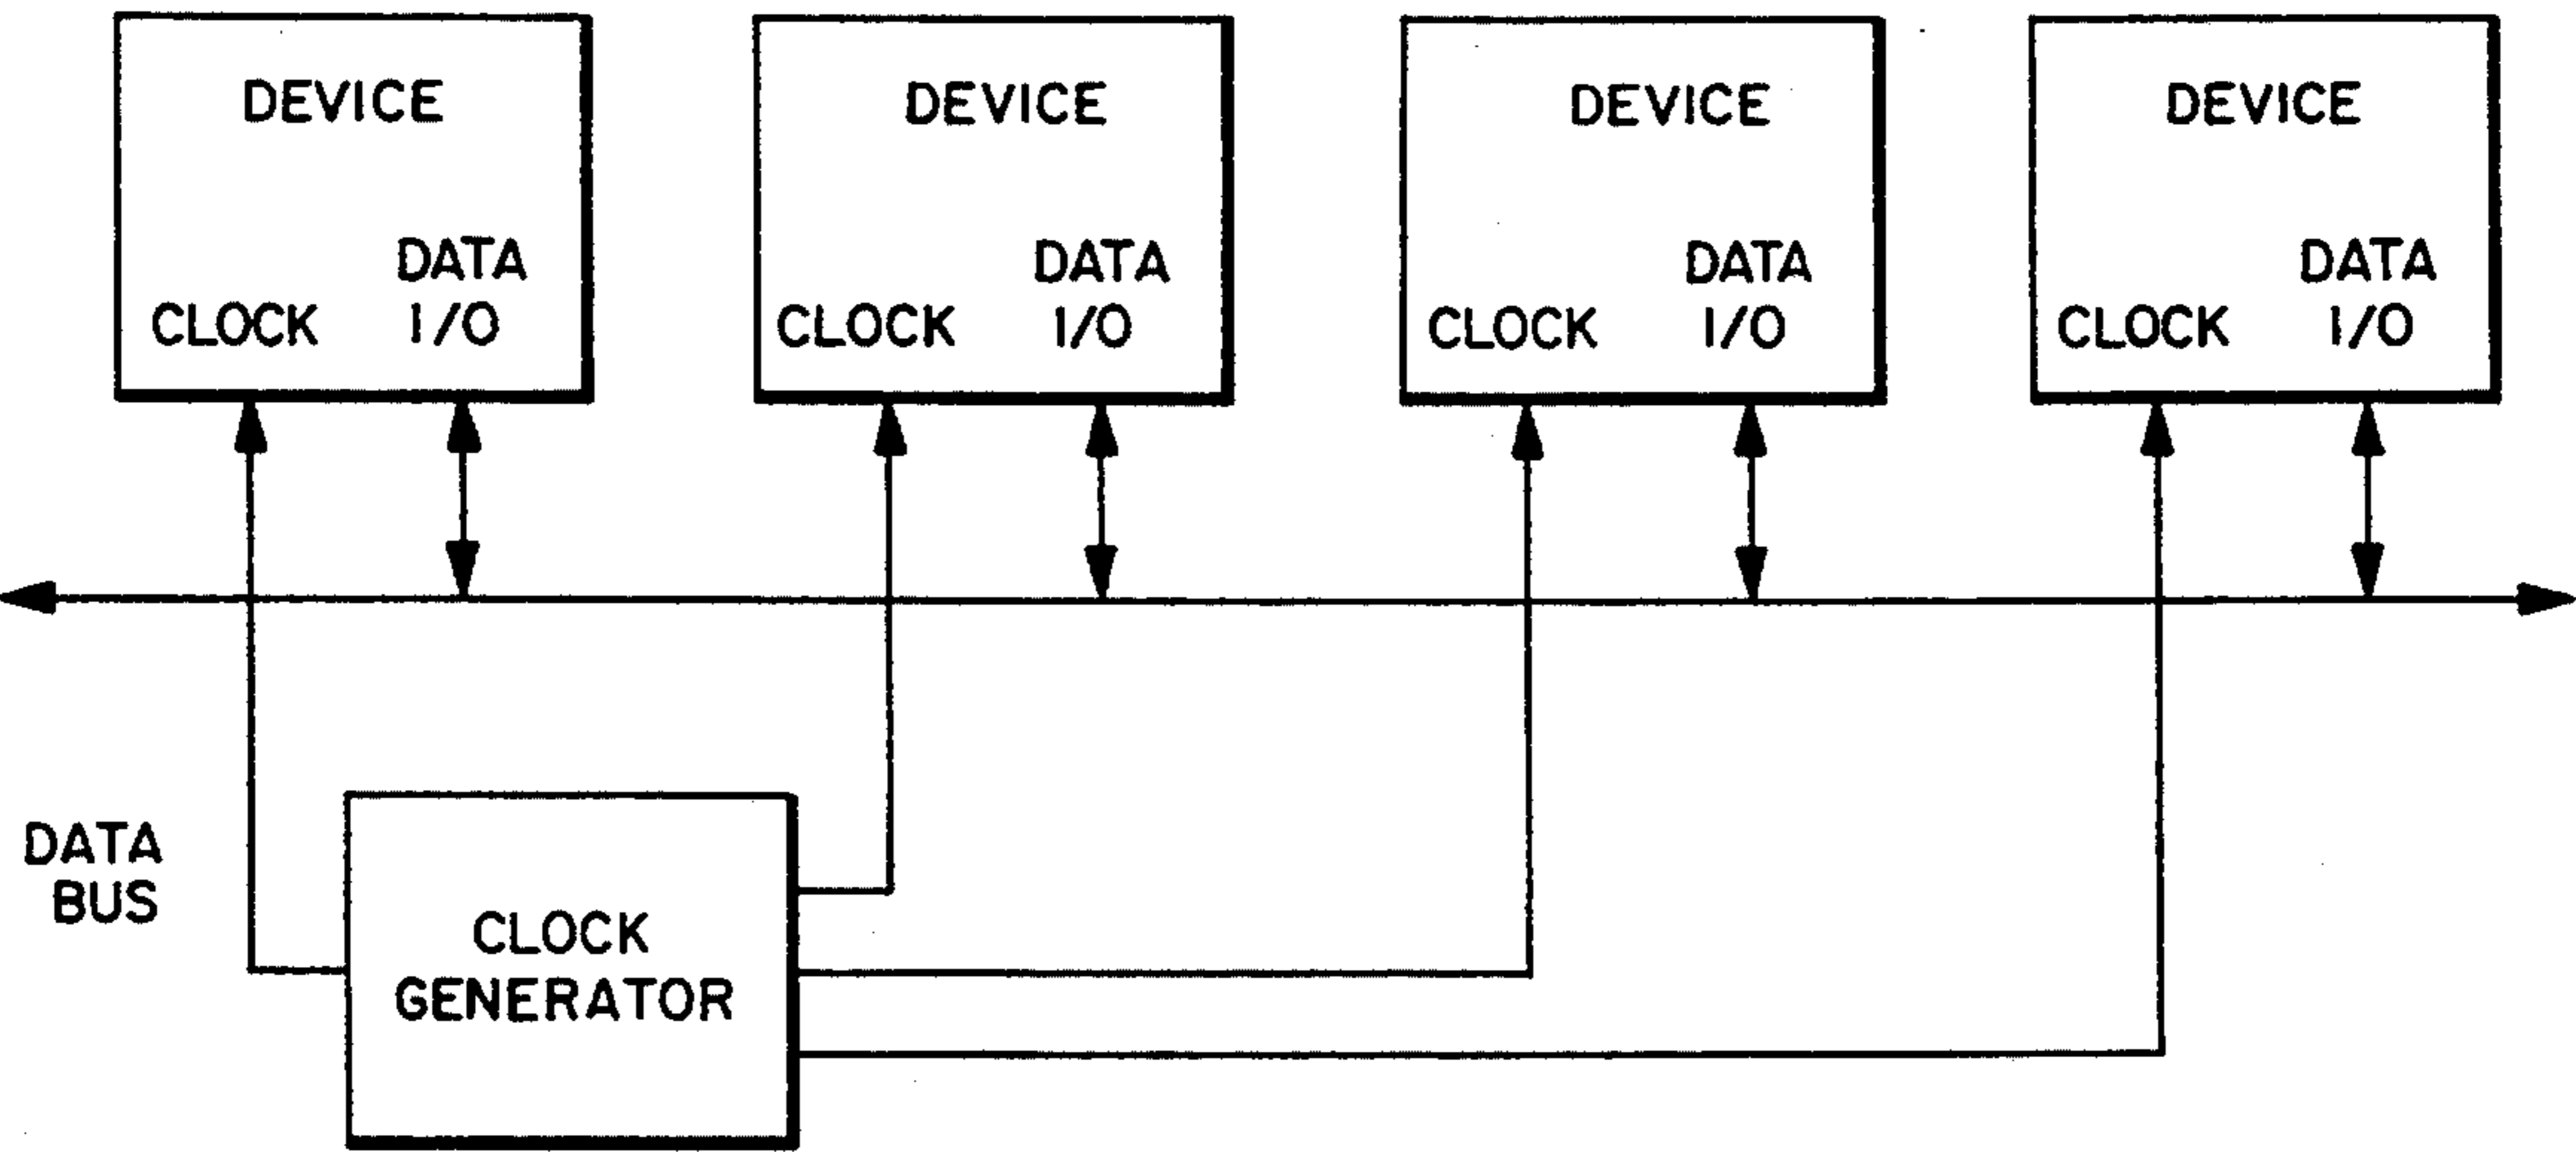 DEVICE
DATA
CLOCK I/O
DEVICE
DATA
CLOCK I/O
DEVICE
DATA
CLOCK I/O
DEVICE
DATA
CLOCK I/O
DATA
BUS
CLOCK
GENERATOR